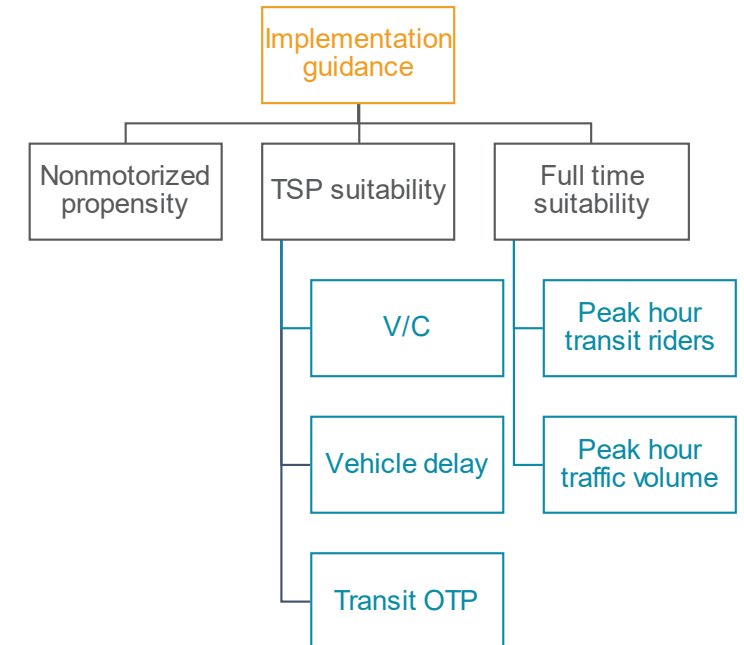 Implementation
guidance
Nonmotorized
propensity
TSP suitability
Full time
suitability
V/C
Vehicle delay
Transit OTP
Peak hour
transit riders
Peak hour
traffic volume